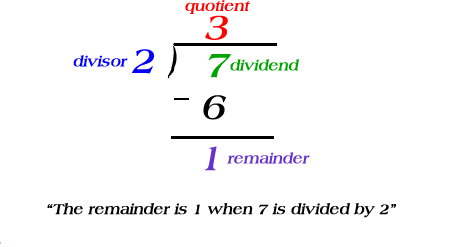 quotient
3
divisor 2 ) 7 dividend
– 6
1 remainder
“The remainder is 1 when 7 is divided by 2”